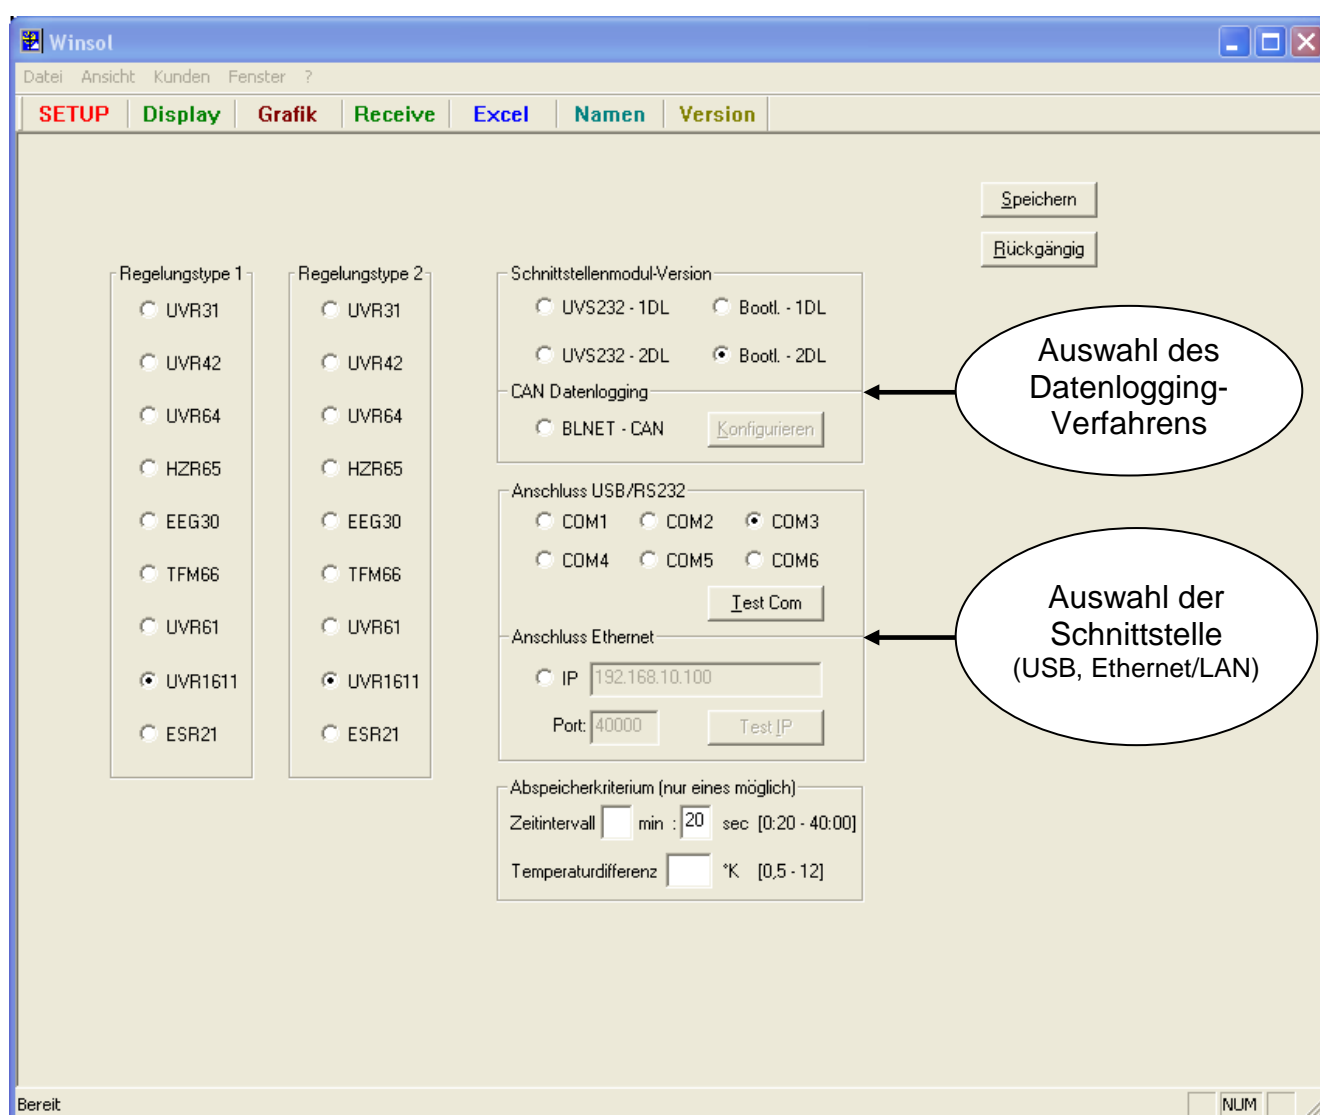 Winsol
Datei Ansicht Kunden Fenster ?
SETUP Display Grafik Receive Excel Namen Version
Speichern
Rückgängig
Regelungstype 1
UVR31
UVR42
UVR64
HZR65
EEG30
TFM66
UVR61
UVR1611
ESR21
Regelungstype 2
UVR31
UVR42
UVR64
HZR65
EEG30
TFM66
UVR61
UVR1611
ESR21
Schnittstellenmodul-Version
UVS232 - 1DL Bootl. - 1DL
UVS232 - 2DL Bootl. - 2DL
CAN Datenlogging
BLNET - CAN Konfigurieren
Auswahl des
Datenlogging-
Verfahrens
Anschluss USB/RS232
COM1 COM2 COM3
COM4 COM5 COM6
Test Com
Anschluss Ethernet
IP 192.168.10.100
Port: 40000 Test IP
Auswahl der
Schnittstelle
(USB, Ethernet/LAN)
Abspeicherkriterium (nur eines möglich)
Zeitintervall min : 20 sec [0:20 - 40:00]
Temperaturdifferenz °K [0,5 - 12]
Bereit NUM